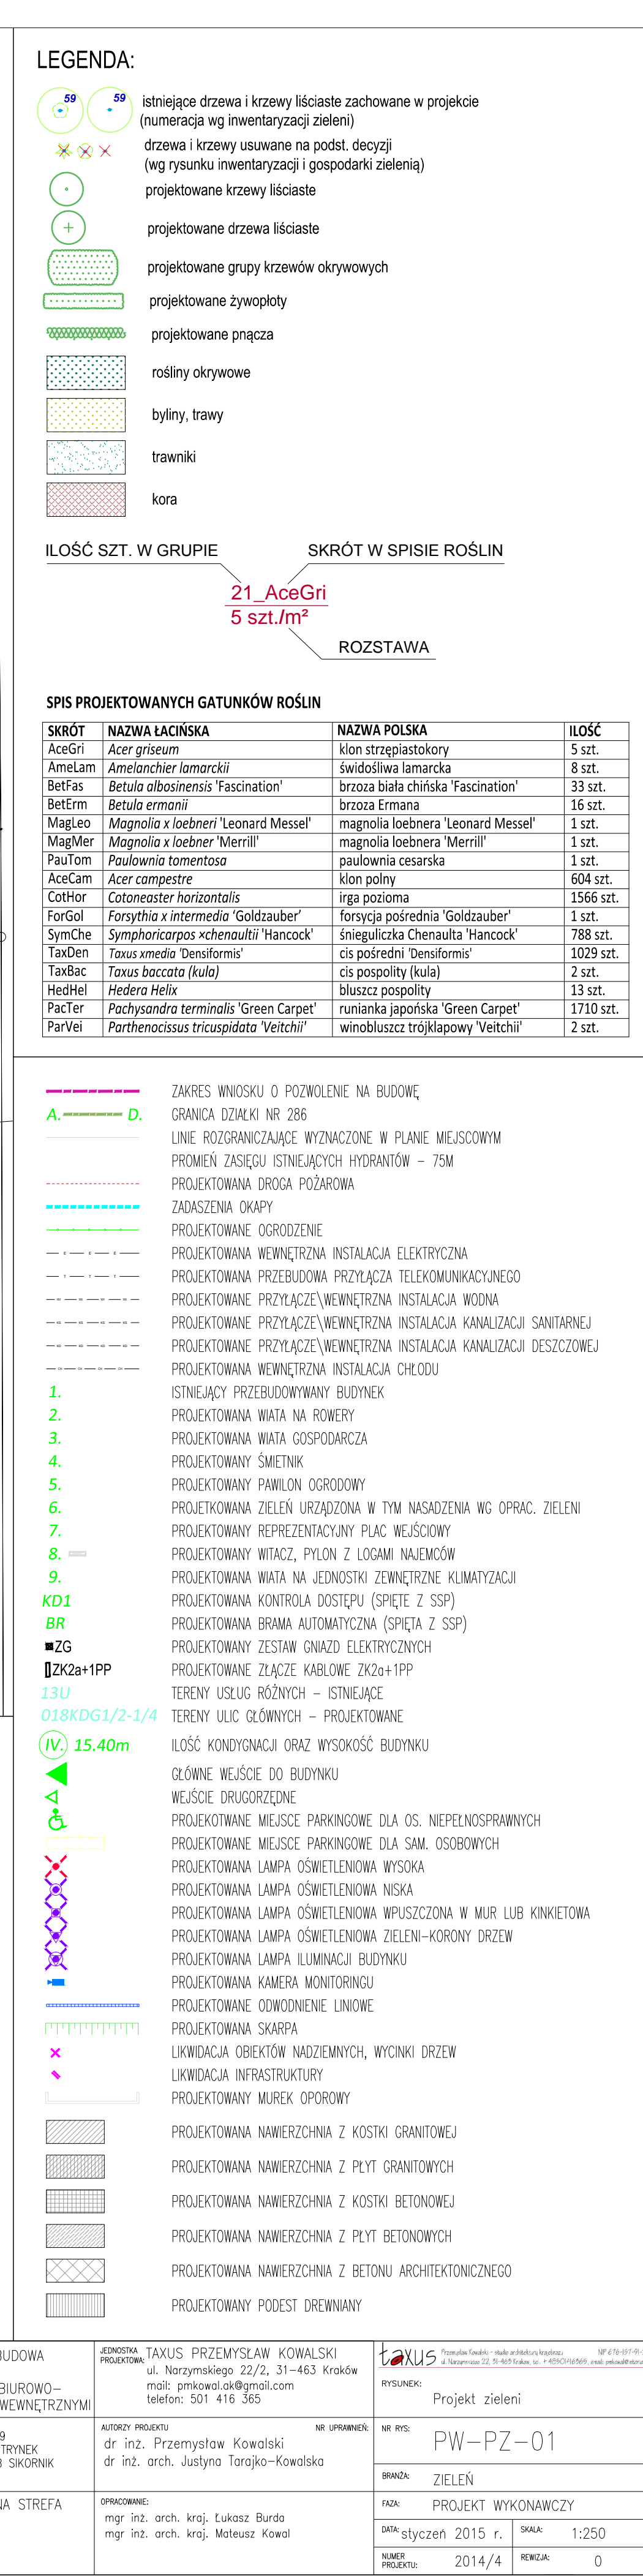 LEGENDA:
59 59 istniejące drzewa i krzewy liściaste zachowane w projekcie
(numeracja wg inwentaryzacji zieleni)
drzewa i krzewy usuwane na podst. decyzji
(wg rysunku inwentaryzacji i gospodarki zielenią)
projektowane krzewy liściaste
projektowane drzewa liściaste
projektowane grupy krzewów okrywowych
projektowane żywopłoty
projektowane pnącza
rośliny okrywowe
byliny, trawy
trawniki
kora
ILOŚĆ SZT. W GRUPIE SKRÓT W SPISIE ROŚLIN
21_AceGri
5 szt./m²
ROZSTAWA
SPIS PROJEKTOWANYCH GATUNKÓW ROŚLIN
SKRÓT NAZWA ŁACIŃSKA NAZWA POLSKA ILOŚĆ
AceGri Acer griseum klon strzępiastokory 5 szt.
AmeLam Amelanchier lamarckii świdośliwa lamarcka 8 szt.
BetFas Betula albosinensis 'Fascination' brzoza biała chińska 'Fascination' 33 szt.
BetErm Betula ermanii brzoza Ermana 16 szt.
MagLeo Magnolia x loebneri 'Leonard Messel' magnolia loebnera 'Leonard Messel' 1 szt.
MagMer Magnolia x loebner 'Merrill' magnolia loebnera 'Merrill' 1 szt.
PauTom Paulownia tomentosa paulownia cesarska 1 szt.
AceCam Acer campestre klon polny 604 szt.
CotHor Cotoneaster horizontalis irga pozioma 1566 szt.
ForGol Forsythia x intermedia ‘Goldzauber’ forsycja pośrednia 'Goldzauber' 1 szt.
SymChe Symphoricarpos ×chenaultii 'Hancock' śnieguliczka Chenaulta 'Hancock' 788 szt.
TaxDen Taxus xmedia 'Densiformis' cis pośredni 'Densiformis' 1029 szt.
TaxBac Taxus baccata (kula) cis pospolity (kula) 2 szt.
HedHel Hedera Helix bluszcz pospolity 13 szt.
PacTer Pachysandra terminalis 'Green Carpet' runianka japońska 'Green Carpet' 1710 szt.
ParVei Parthenocissus tricuspidata 'Veitchii' winobluszcz trójklapowy 'Veitchii' 2 szt.
ZAKRES WNIOSKU O POZWOLENIE NA BUDOWĘ
A. D. GRANICA DZIAŁKI NR 286
LINIE ROZGRANICZAJĄCE WYZNACZONE W PLANIE MIEJSCOWYM
PROMIEŃ ZASIĘGU ISTNIEJĄCYCH HYDRANTÓW – 75M
PROJEKTOWANA DROGA POŻAROWA
ZADASZENIA OKAPY
PROJEKTOWANE OGRODZENIE
PROJEKTOWANA WEWNĘTRZNA INSTALACJA ELEKTRYCZNA
PROJEKTOWANA PRZEBUDOWA PRZYŁĄCZA TELEKOMUNIKACYJNEGO
PROJEKTOWANE PRZYŁĄCZE\WEWNĘTRZNA INSTALACJA WODNA
PROJEKTOWANE PRZYŁĄCZE\WEWNĘTRZNA INSTALACJA KANALIZACJI SANITARNEJ
PROJEKTOWANE PRZYŁĄCZE\WEWNĘTRZNA INSTALACJA KANALIZACJI DESZCZOWEJ
PROJEKTOWANA WEWNĘTRZNA INSTALACJA CHŁODU
1. ISTNIEJĄCY PRZEBUDOWYWANY BUDYNEK
2. PROJEKTOWANA WIATA NA ROWERY
3. PROJEKTOWANA WIATA GOSPODARCZA
4. PROJEKTOWANY ŚMIETNIK
5. PROJEKTOWANY PAWILON OGRODOWY
6. PROJETKOWANA ZIELEŃ URZĄDZONA W TYM NASADZENIA WG OPRAC. ZIELENI
7. PROJEKTOWANY REPREZENTACYJNY PLAC WEJŚCIOWY
8. PROJEKTOWANY WITACZ, PYLON Z LOGAMI NAJEMCÓW
9. PROJEKTOWANA WIATA NA JEDNOSTKI ZEWNĘTRZNE KLIMATYZACJI
KD1 PROJEKTOWANA KONTROLA DOSTĘPU (SPIĘTE Z SSP)
BR PROJEKTOWANA BRAMA AUTOMATYCZNA (SPIĘTA Z SSP)
ZG PROJEKTOWANY ZESTAW GNIAZD ELEKTRYCZNYCH
ZK2a+1PP PROJEKTOWANE ZŁĄCZE KABLOWE ZK2a+1PP
13U TERENY USŁUG RÓŻNYCH – ISTNIEJĄCE
018KDG1/2-1/4 TERENY ULIC GŁÓWNYCH – PROJEKTOWANE
IV. 15.40m ILOŚĆ KONDYGNACJI ORAZ WYSOKOŚĆ BUDYNKU
GŁÓWNE WEJŚCIE DO BUDYNKU
WEJŚCIE DRUGORZĘDNE
PROJEKOTWANE MIEJSCE PARKINGOWE DLA OS. NIEPEŁNOSPRAWNYCH
PROJEKTOWANE MIEJSCE PARKINGOWE DLA SAM. OSOBOWYCH
PROJEKTOWANA LAMPA OŚWIETLENIOWA WYSOKA
PROJEKTOWANA LAMPA OŚWIETLENIOWA NISKA
PROJEKTOWANA LAMPA OŚWIETLENIOWA WPUSZCZONA W MUR LUB KINKIETOWA
PROJEKTOWANA LAMPA OŚWIETLENIOWA ZIELENI-KORONY DRZEW
PROJEKTOWANA LAMPA ILUMINACJI BUDYNKU
PROJEKTOWANA KAMERA MONITORINGU
PROJEKTOWANE ODWODNIENIE LINIOWE
PROJEKTOWANA SKARPA
LIKWIDACJA OBIEKTÓW NADZIEMNYCH, WYCINKI DRZEW
LIKWIDACJA INFRASTRUKTURY
PROJEKTOWANY MUREK OPOROWY
PROJEKTOWANA NAWIERZCHNIA Z KOSTKI GRANITOWEJ
PROJEKTOWANA NAWIERZCHNIA Z PŁYT GRANITOWYCH
PROJEKTOWANA NAWIERZCHNIA Z KOSTKI BETONOWEJ
PROJEKTOWANA NAWIERZCHNIA Z PŁYT BETONOWYCH
PROJEKTOWANA NAWIERZCHNIA Z BETONU ARCHITEKTONICZNEGO
PROJEKTOWANY PODEST DREWNIANY
BUDOWA
BIUROWO–
WEWNĘTRZNYMI
9
TRYNEK
SIKORNIK
NA STREFA
JEDNOSTKA PROJEKTOWA: TAXUS PRZEMYSŁAW KOWALSKI
ul. Narzymskiego 22/2, 31–463 Kraków
mail: pmkowal.ak@gmail.com
telefon: 501 416 365
AUTORZY PROJEKTU NR UPRAWNIEŃ:
dr inż. Przemysław Kowalski
dr inż. arch. Justyna Tarajko–Kowalska
OPRACOWANIE:
mgr inż. arch. kraj. Łukasz Burda
mgr inż. arch. kraj. Mateusz Kowal
taxus Przemysław Kowalski - studio architektury krajobrazu
RYSUNEK:
Projekt zieleni
NR RYS: PW–PZ–01
BRANŻA: ZIELEŃ
FAZA: PROJEKT WYKONAWCZY
DATA: styczeń 2015 r. SKALA: 1:250
NUMER PROJEKTU: 2014/4 REWIZJA: 0